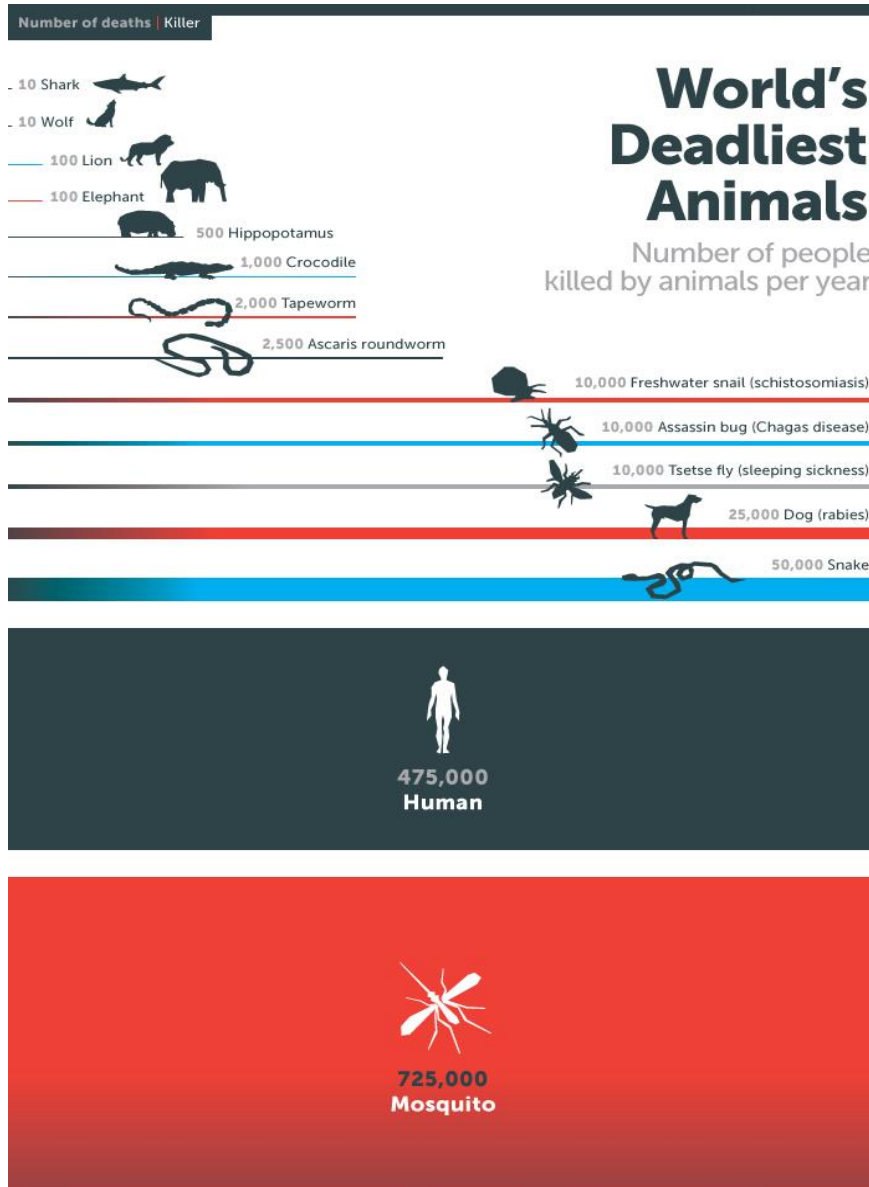 Number of deaths | Killer
World's
Deadliest
Animals
Number of people
killed by animals per year
10 Shark
10 Wolf
100 Lion
100 Elephant
500 Hippopotamus
1,000 Crocodile
2,000 Tapeworm
2,500 Ascaris roundworm
10,000 Freshwater snail (schistosomiasis)
10,000 Assassin bug (Chagas disease)
10,000 Tsetse fly (sleeping sickness)
25,000 Dog (rabies)
50,000 Snake
475,000
Human
725,000
Mosquito